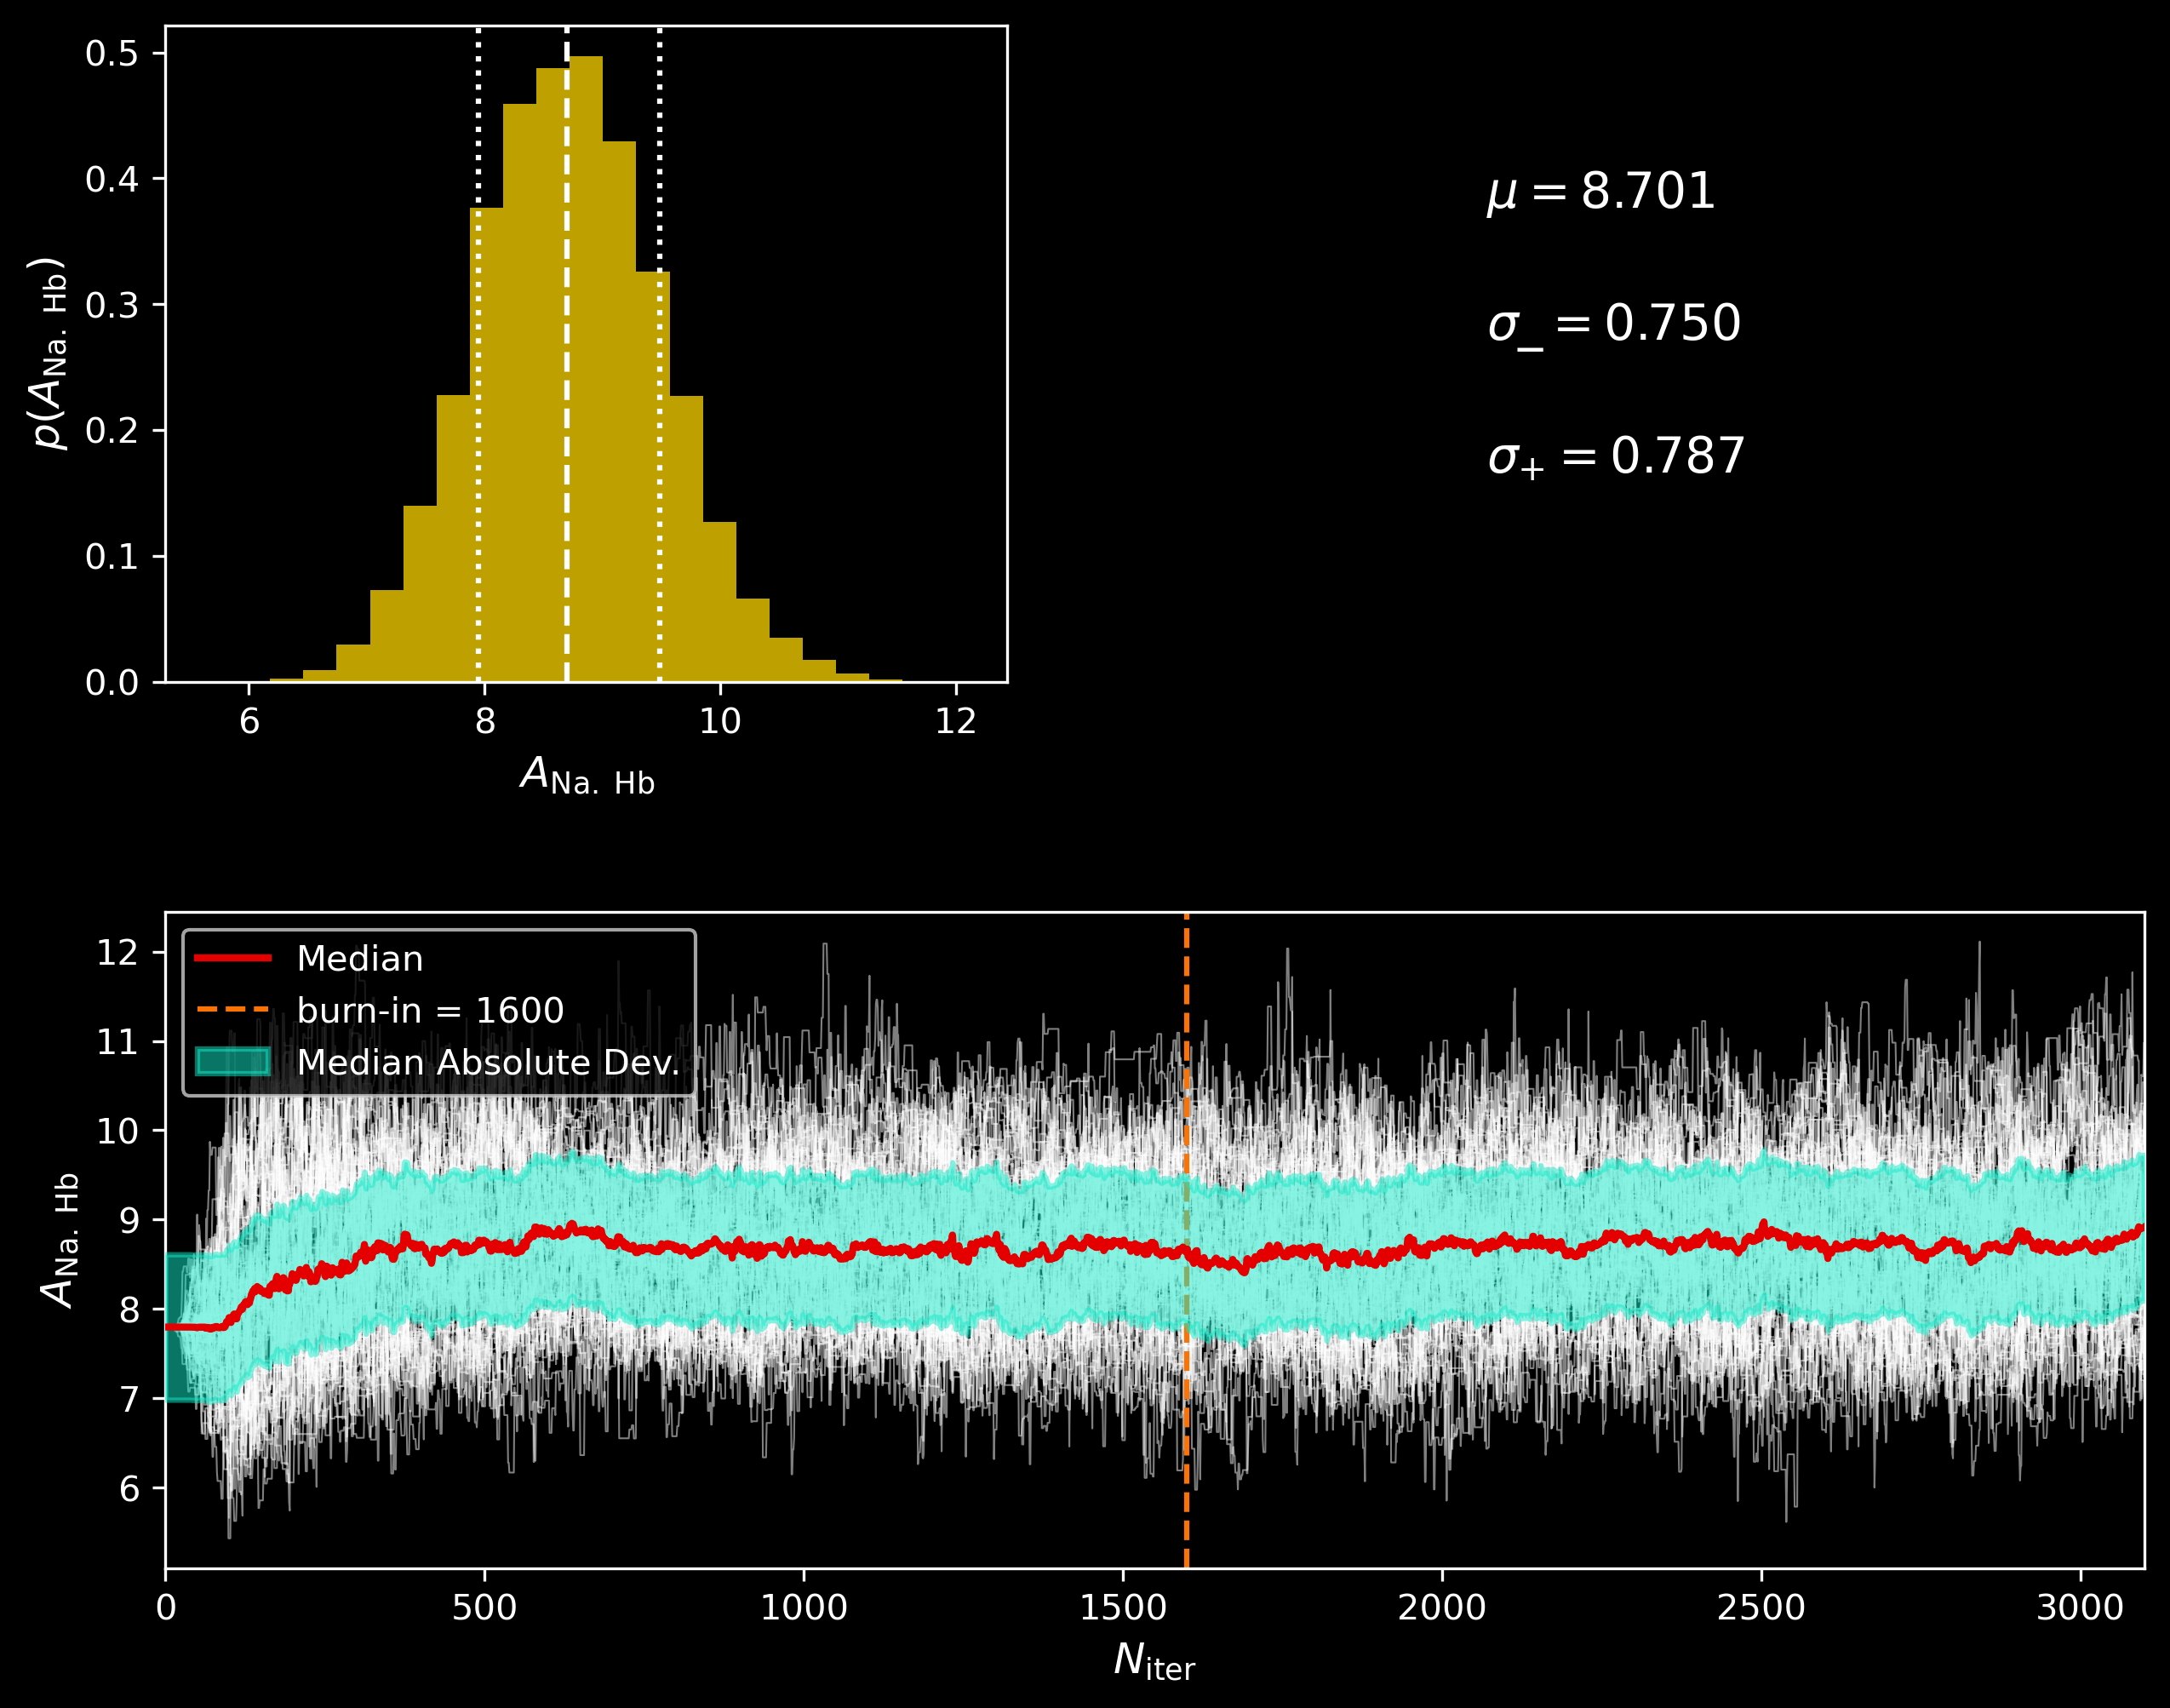 0.5
0.4
0.3
0.2
0.1
0.0
p(A_Na. Hb)
6 8 10 12
A_Na. Hb
μ = 8.701
σ_− = 0.750
σ_+ = 0.787
12
11
10
9
8
7
6
A_Na. Hb
Median
burn-in = 1600
Median Absolute Dev.
0 500 1000 1500 2000 2500 3000
N_iter